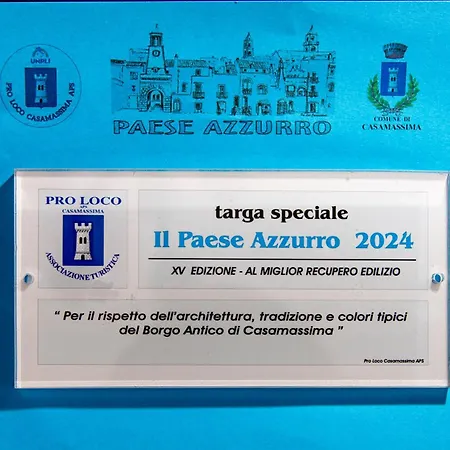 UNPLI
PRO LOCO CASAMASSIMA APS
PAESE AZZURRO
COMUNE DI
CASAMASSIMA
PRO LOCO
APS
CASAMASSIMA
ASSOCIAZIONE TURISTICA
targa speciale
Il Paese Azzurro 2024
XV EDIZIONE - AL MIGLIOR RECUPERO EDILIZIO
“ Per il rispetto dell'architettura, tradizione e colori tipici
del Borgo Antico di Casamassima ”
Pro Loco Casamassima APS